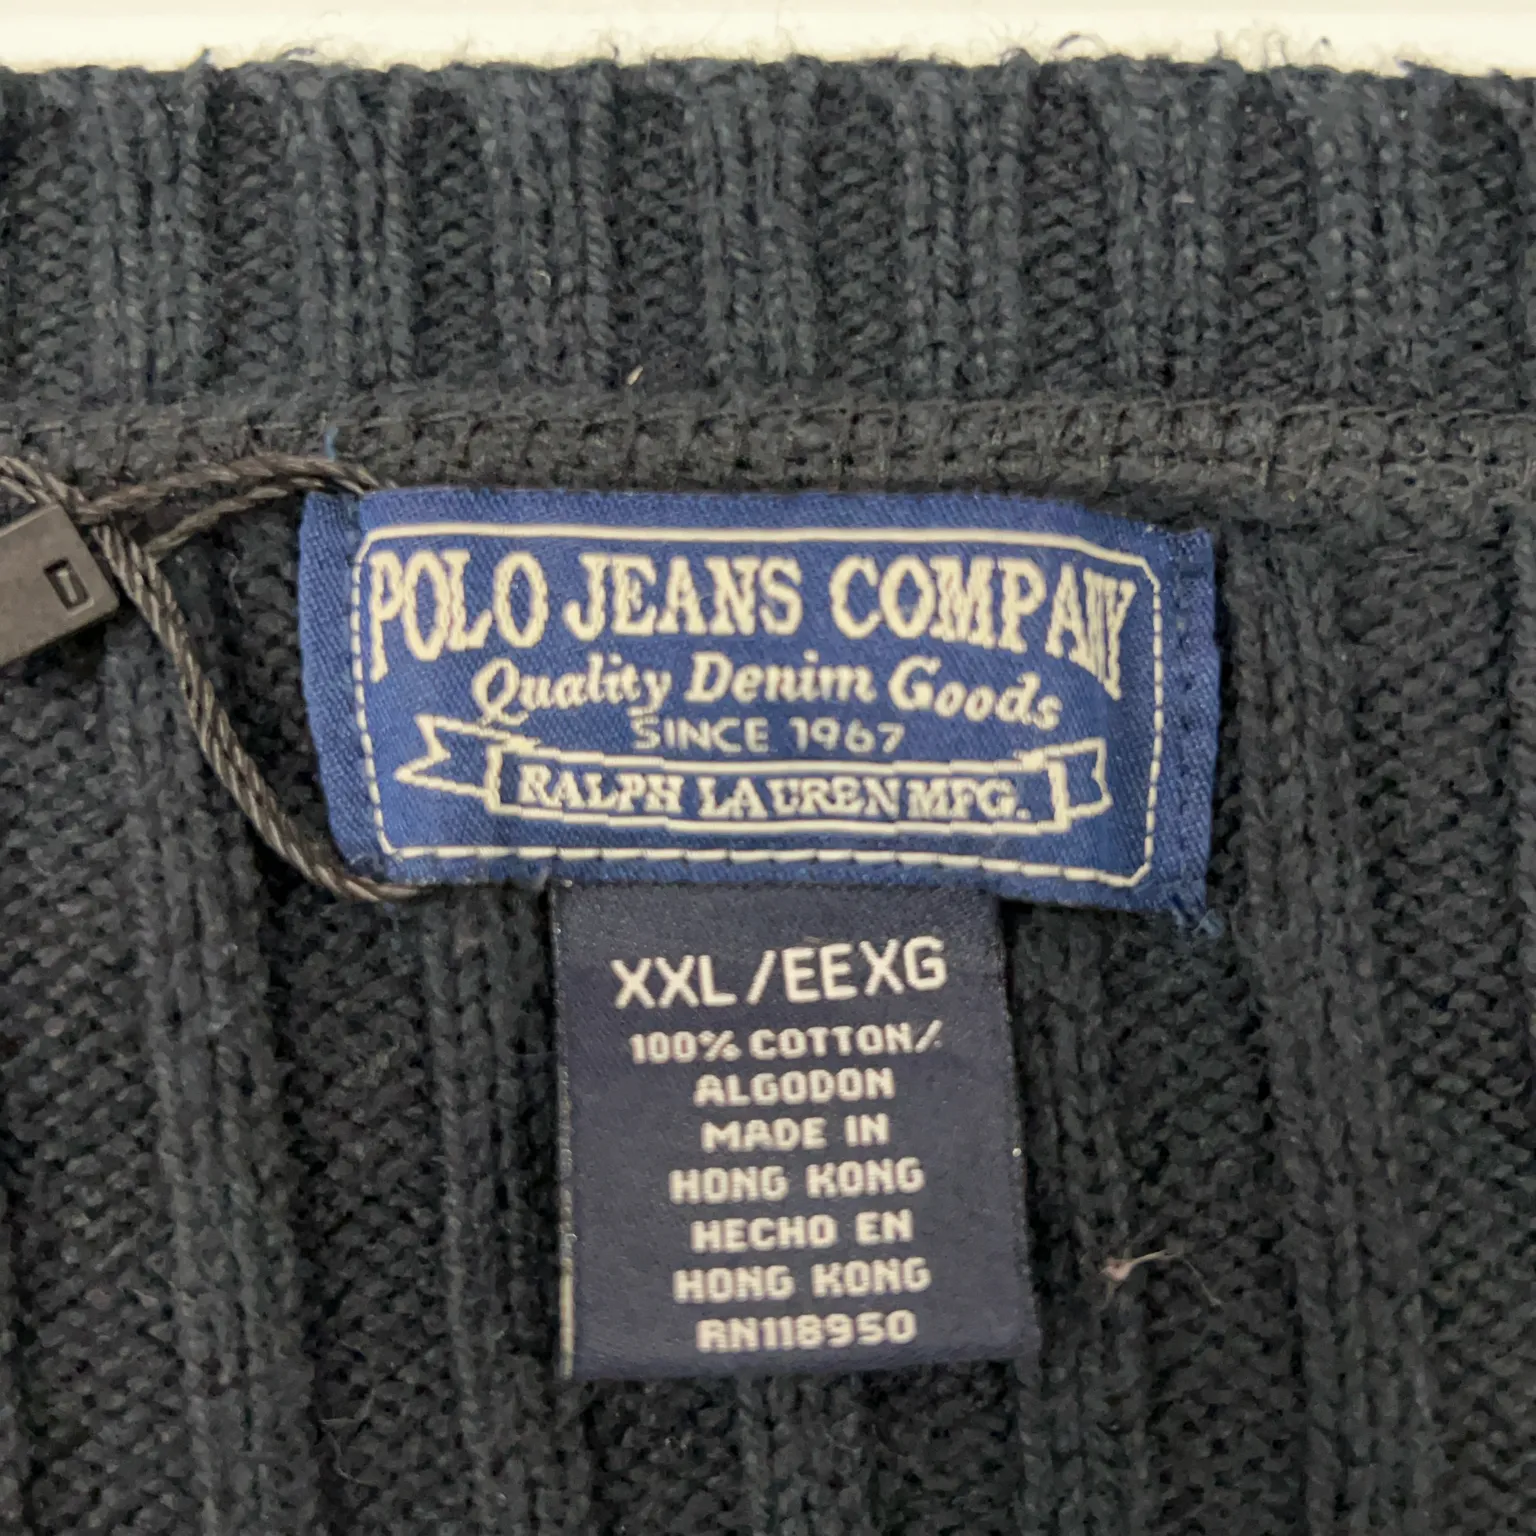 POLO JEANS COMPANY
Quality Denim Goods
SINCE 1967
RALPH LAUREN MFG.
XXL/EEXG
100% COTTON/
ALGODON
MADE IN
HONG KONG
HECHO EN
HONG KONG
RN118950